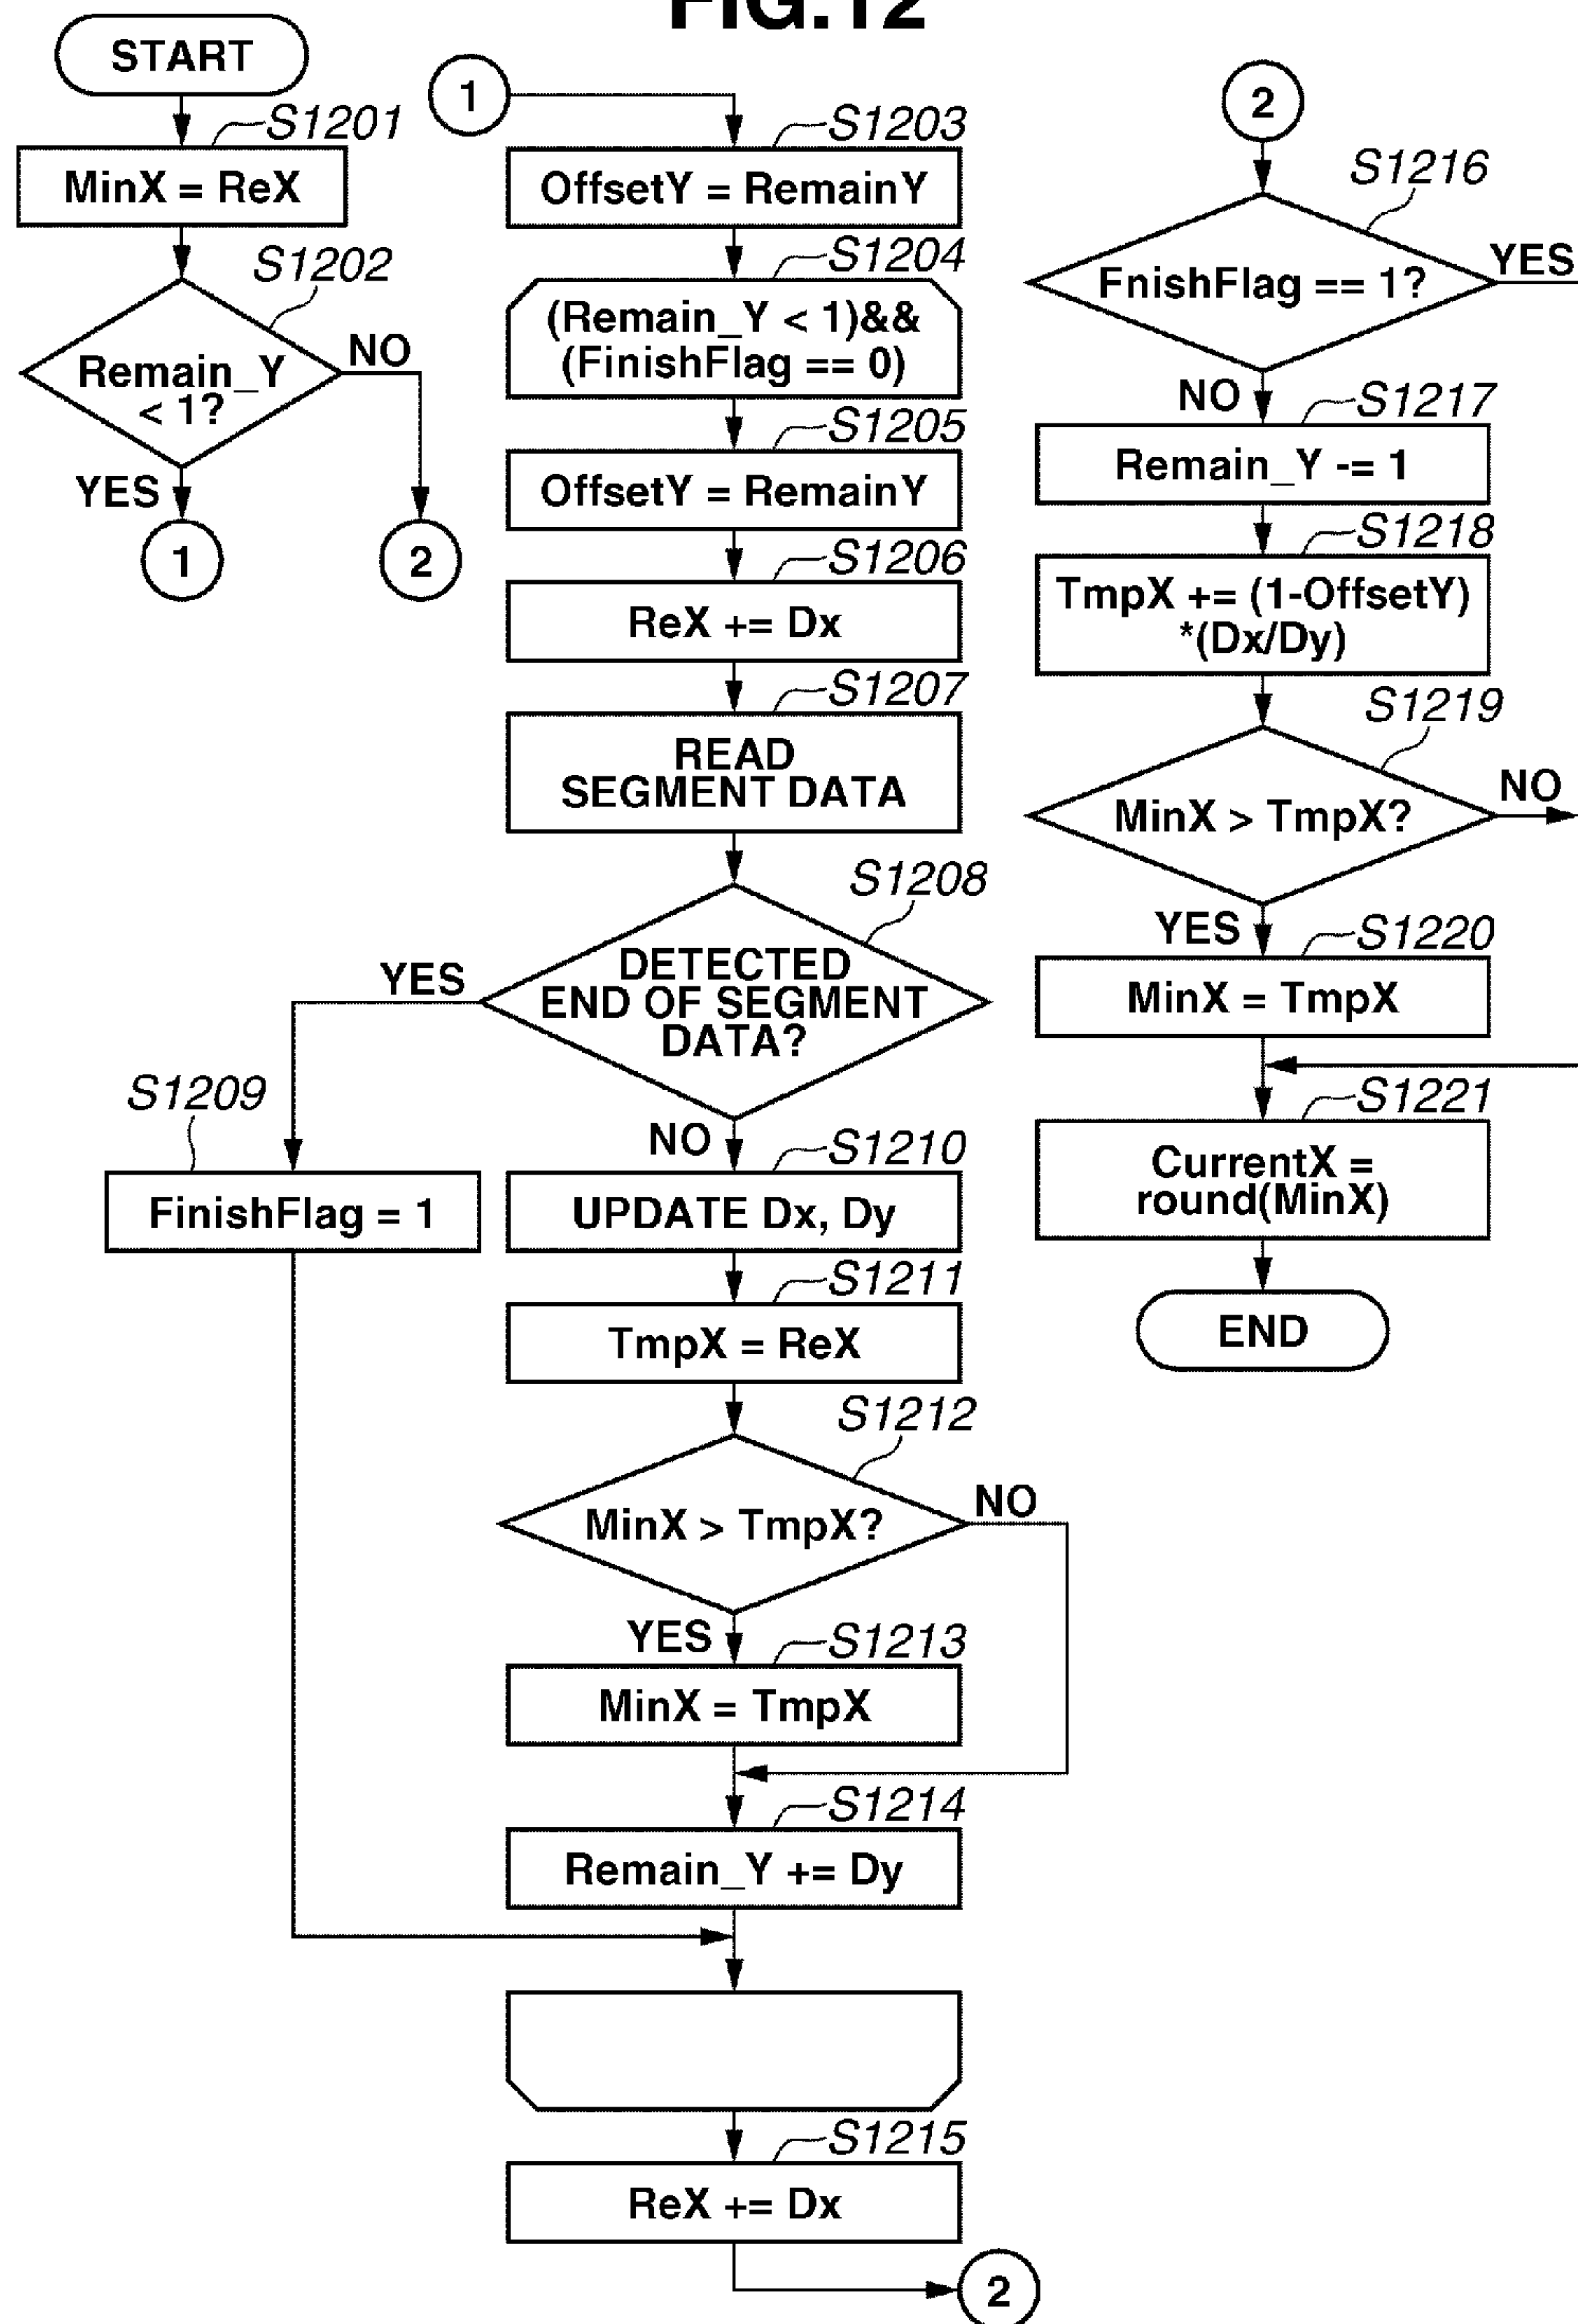 FIG.12
START
S1201
MinX = ReX
S1202
Remain_Y
< 1?
NO
YES
1
2
1
S1203
OffsetY = RemainY
S1204
(Remain_Y < 1)&&
(FinishFlag == 0)
S1205
OffsetY = RemainY
S1206
ReX += Dx
S1207
READ
SEGMENT DATA
S1208
DETECTED
END OF SEGMENT
DATA?
YES
S1209
FinishFlag = 1
NO
S1210
UPDATE Dx, Dy
S1211
TmpX = ReX
S1212
MinX > TmpX?
NO
YES
S1213
MinX = TmpX
S1214
Remain_Y += Dy
S1215
ReX += Dx
2
2
S1216
FnishFlag == 1?
YES
NO
S1217
Remain_Y -= 1
S1218
TmpX += (1-OffsetY)
*(Dx/Dy)
S1219
MinX > TmpX?
NO
YES
S1220
MinX = TmpX
S1221
CurrentX =
round(MinX)
END